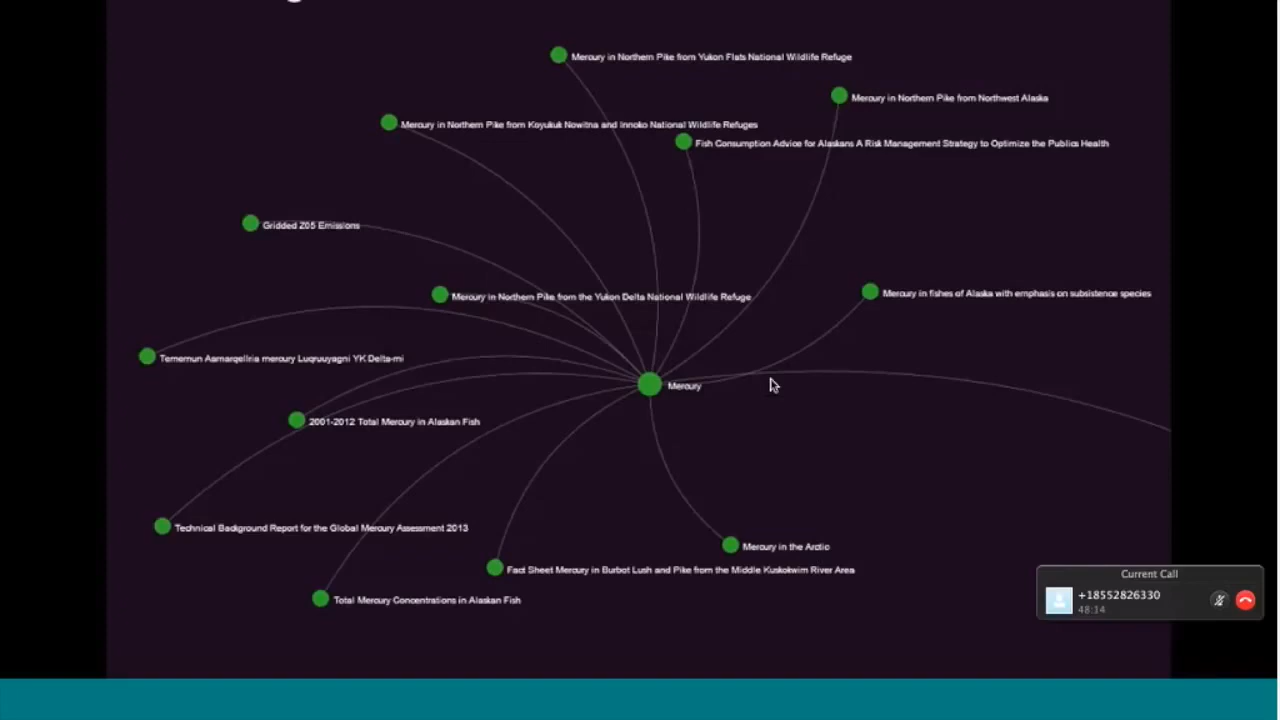 Mercury in Northern Pike from Yukon Flats National Wildlife Refuge
Mercury in Northern Pike from Northwest Alaska
Mercury in Northern Pike from Koyukuk Nowitna and Innoko National Wildlife Refuges
Fish Consumption Advice for Alaskans A Risk Management Strategy to Optimize the Publics Health
Gridded Z05 Emissions
Mercury in Northern Pike from the Yukon Delta National Wildlife Refuge
Mercury in fishes of Alaska with emphasis on subsistence species
mercury Luqruuyagni YK Delta-mi
Mercury
2001-2012 Total Mercury in Alaskan Fish
Technical Background Report for the Global Mercury Assessment 2013
Mercury in the Arctic
Fact Sheet Mercury in Burbot Lush and Pike from the Middle Kuskokwim River Area
Total Mercury Concentrations in Alaskan Fish
Current Call
+18552826330
48:14